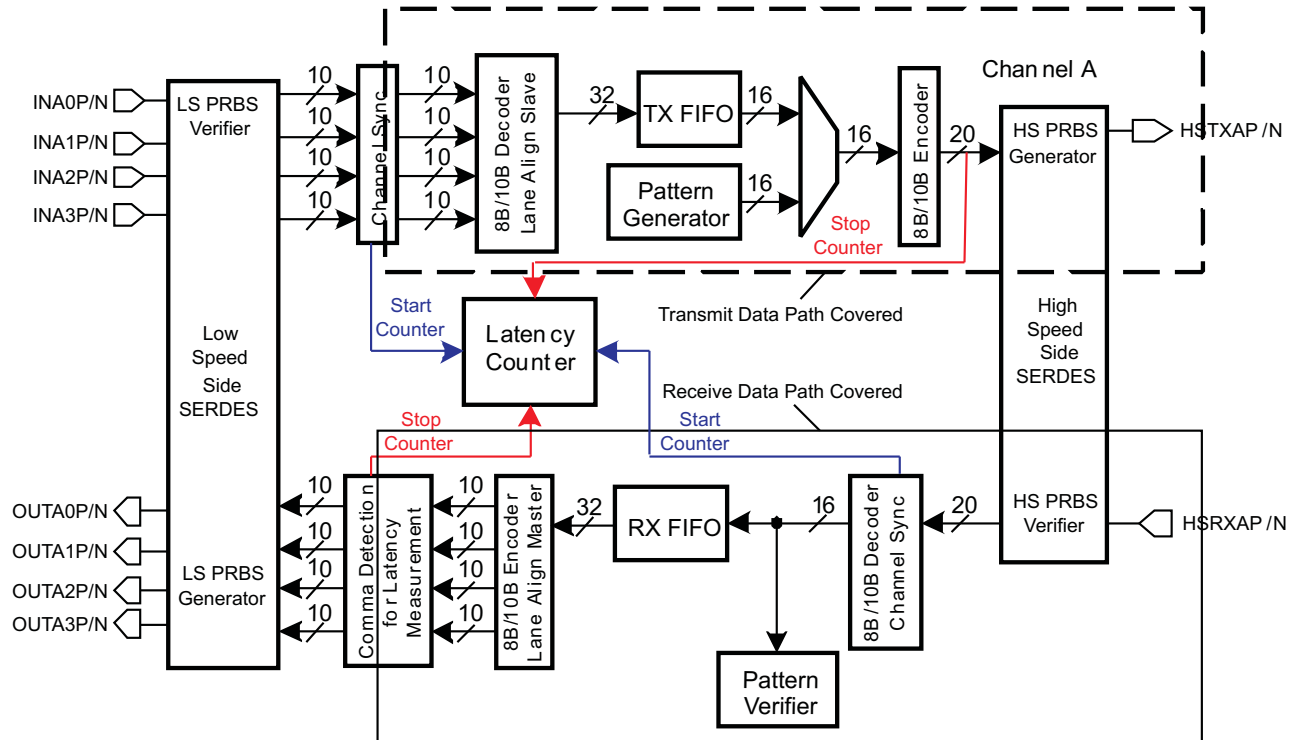 INA0P/N
INA1P/N
INA2P/N
INA3P/N
LS PRBS
Verifier
Low
Speed
Side
SERDES
LS PRBS
Generator
10
10
10
10
Channel Sync
10
10
10
10
8B/10B Decoder
Lane Align Slave
32
TX FIFO
16
Pattern
Generator
16
16
8B/10B Encoder
20
Channel A
HS PRBS
Generator
HSTXAP/N
Stop
Counter
Start
Counter
Latency
Counter
Transmit Data Path Covered
High
Speed
Side
SERDES
Receive Data Path Covered
Stop
Counter
Start
Counter
OUTA0P/N
OUTA1P/N
OUTA2P/N
OUTA3P/N
10
10
10
10
Comma Detection
for Latency
Measurement
10
10
10
10
8B/10B Encoder
Lane Align Master
32
RX FIFO
16
8B/10B Decoder
Channel Sync
20
HS PRBS
Verifier
HSRXAP/N
Pattern
Verifier